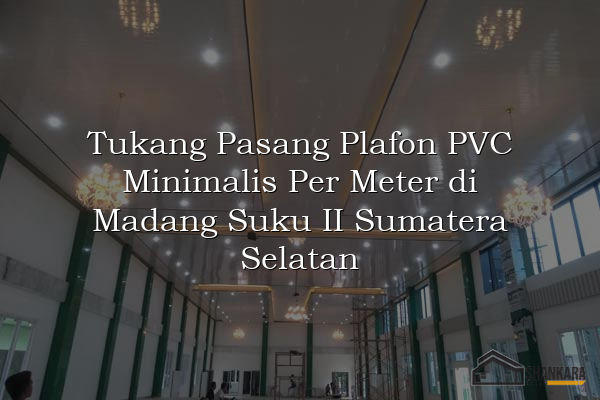 Tukang Pasang Plafon PVC
Minimalis Per Meter di
Madang Suku II Sumatera
Selatan